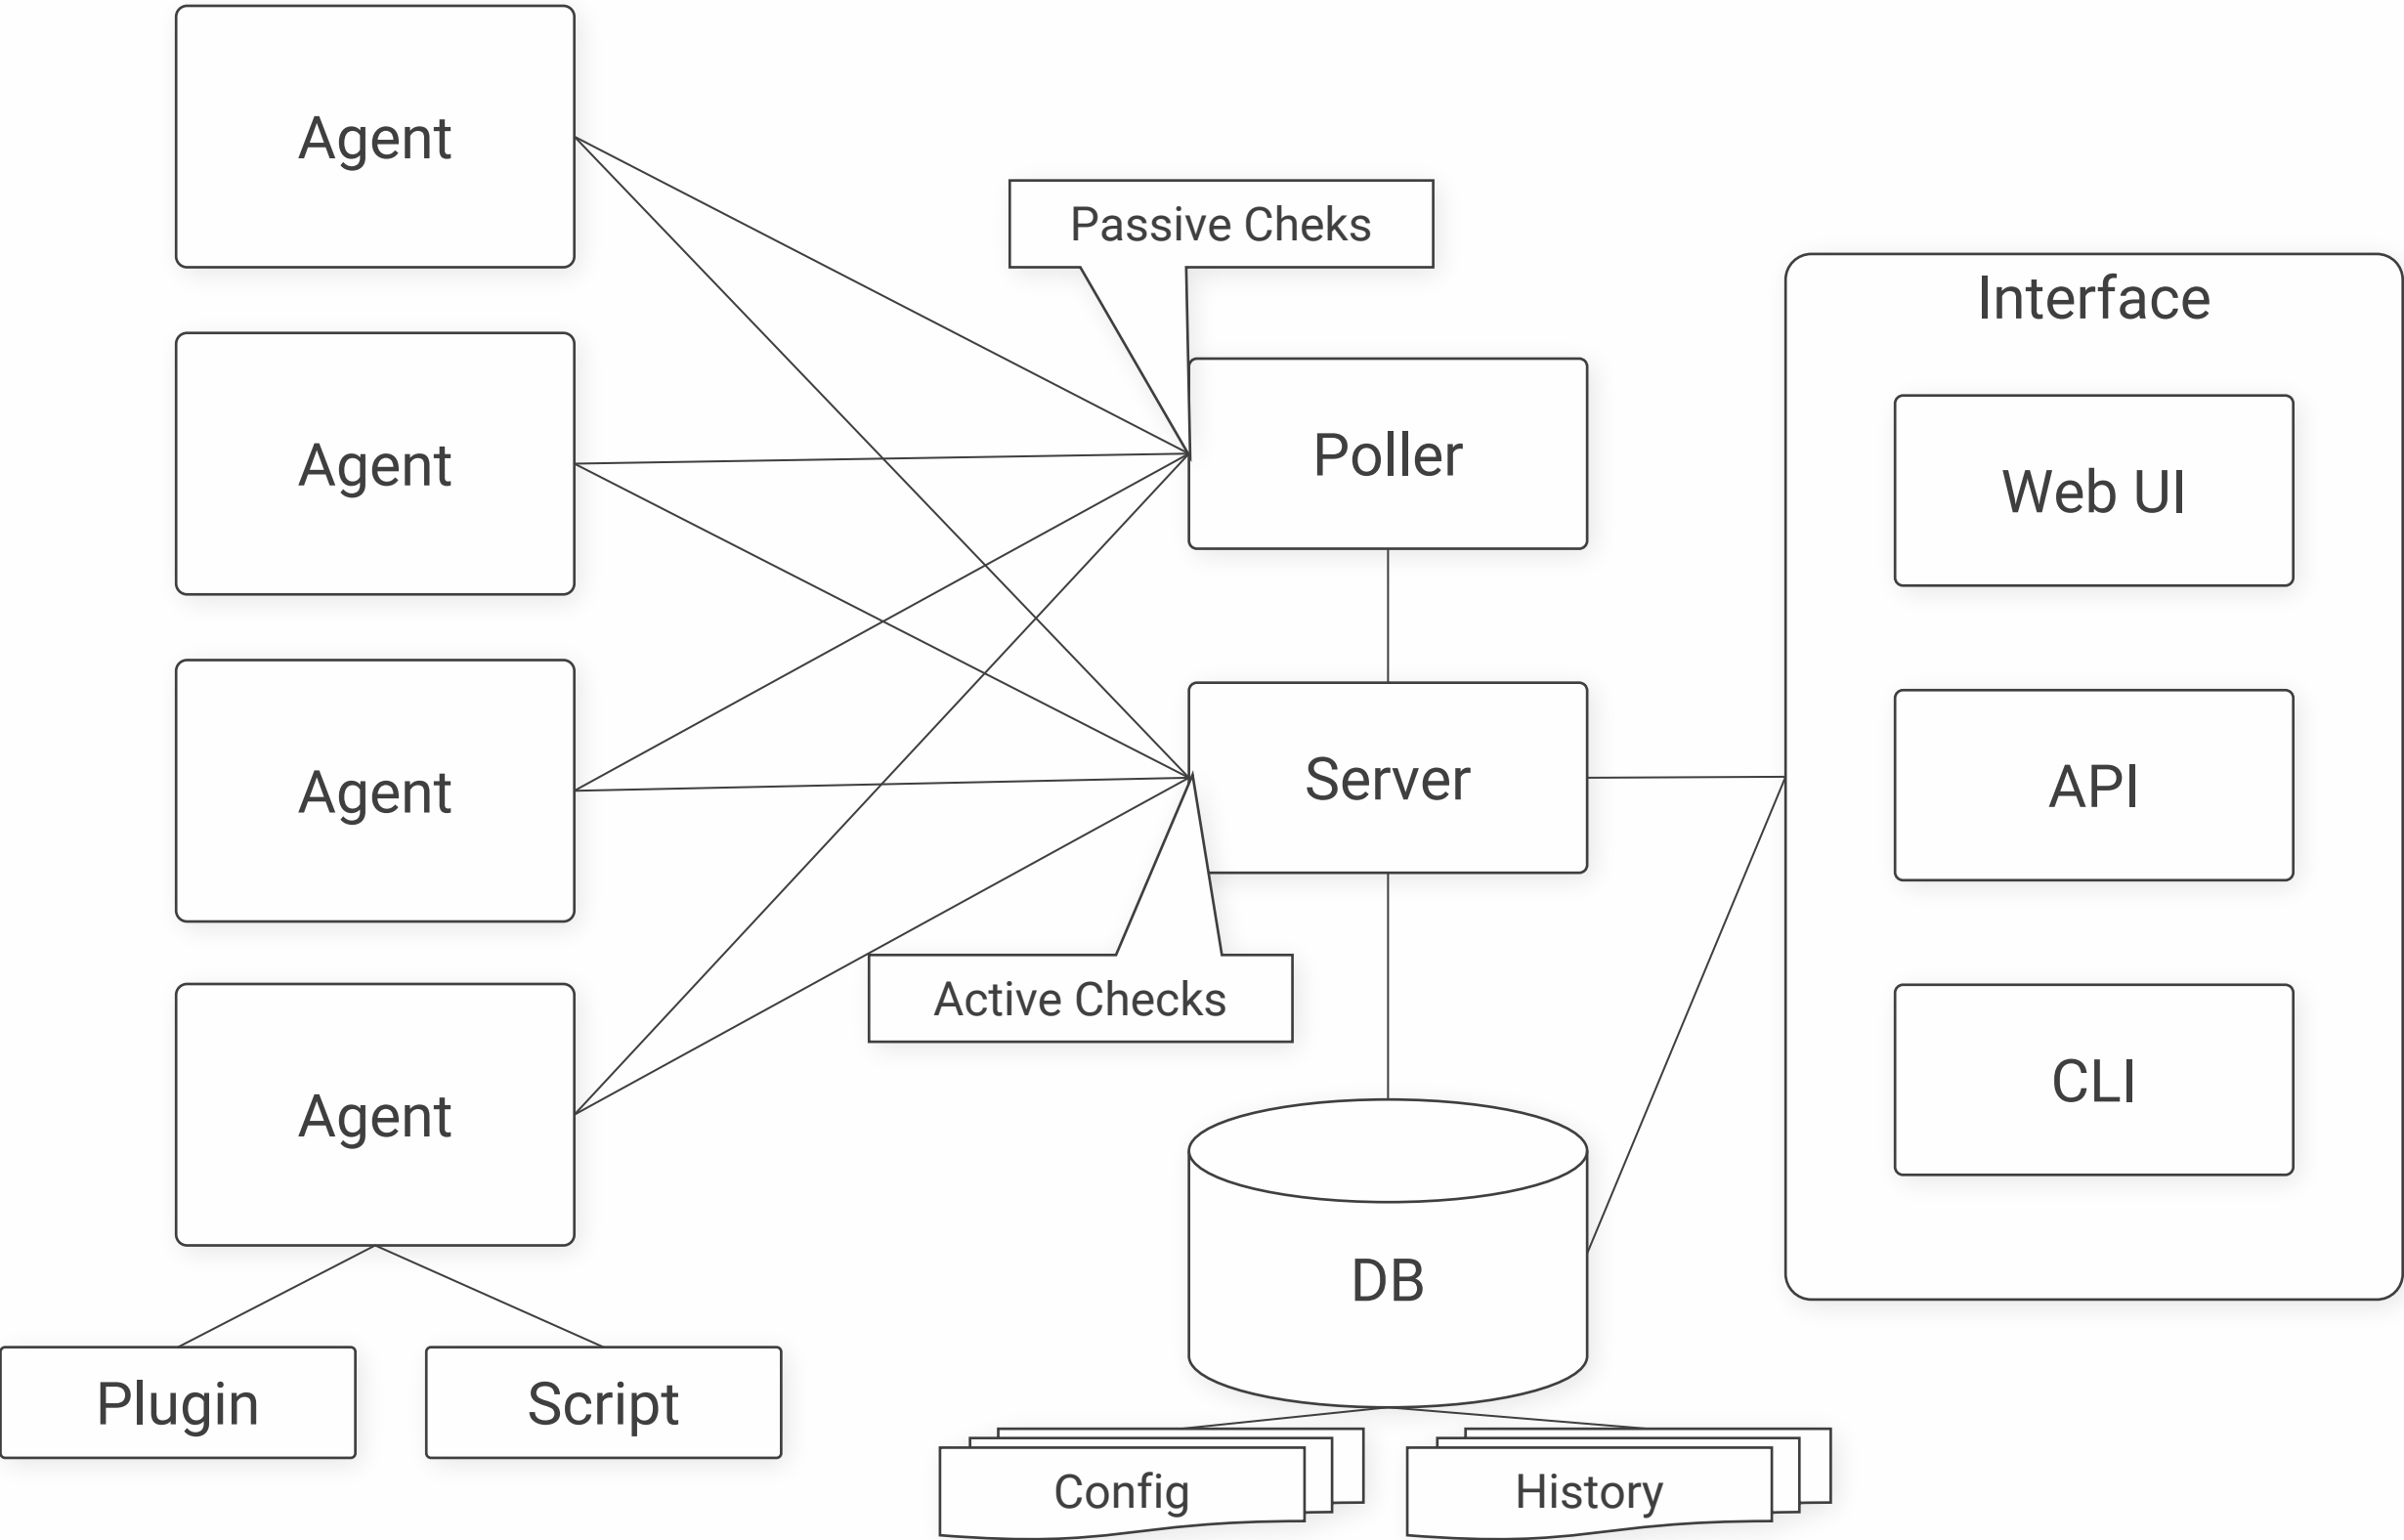 Agent
Passive Cheks
Interface
Agent
Poller
Web UI
Agent
Server
API
Active Checks
Agent
CLI
DB
Plugin
Script
Config
History